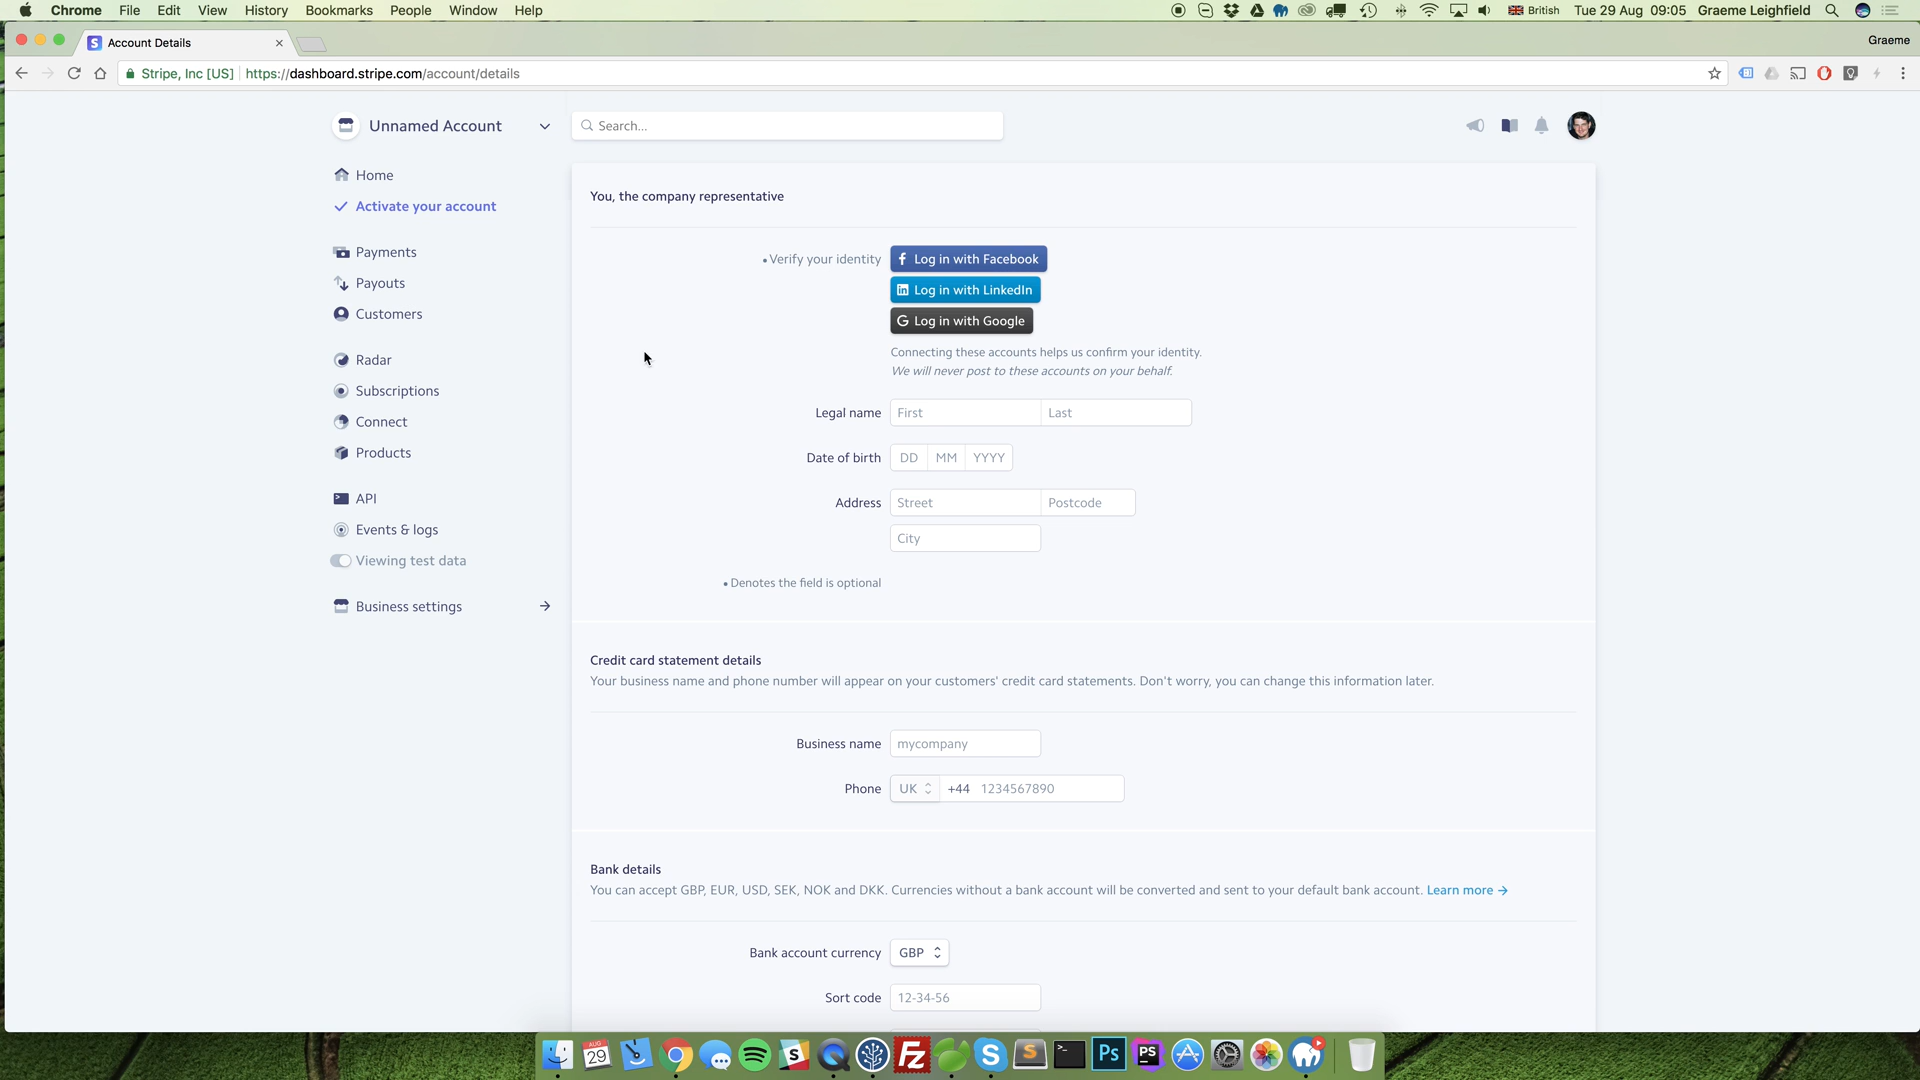 Chrome File Edit View History Bookmarks People Window Help British Tue 29 Aug 09:05 Graeme Leighfield
S Account Details Graeme
Stripe, Inc [US] https://dashboard.stripe.com/account/details
Unnamed Account
Search...
Home
Activate your account
Payments
Payouts
Customers
Radar
Subscriptions
Connect
Products
API
Events & logs
Viewing test data
Business settings
You, the company representative
• Verify your identity
f Log in with Facebook
in Log in with LinkedIn
G Log in with Google
Connecting these accounts helps us confirm your identity.
We will never post to these accounts on your behalf.
Legal name First Last
Date of birth DD MM YYYY
Address Street Postcode
City
• Denotes the field is optional
Credit card statement details
Your business name and phone number will appear on your customers' credit card statements. Don't worry, you can change this information later.
Business name mycompany
Phone UK +44 1234567890
Bank details
You can accept GBP, EUR, USD, SEK, NOK and DKK. Currencies without a bank account will be converted and sent to your default bank account. Learn more →
Bank account currency GBP
Sort code 12-34-56
AUG 29 S Fz S S Ps PS